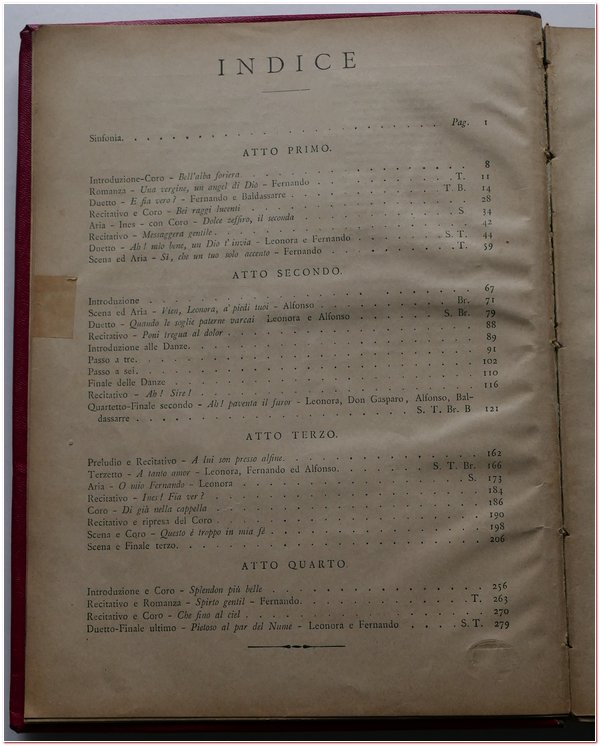 INDICE
Sinfonia. Pag. 1
ATTO PRIMO.
Introduzione-Coro - Bell'alba foriera 8
Romanza - Una vergine, un angel di Dio - Fernando T. 11
Duetto - E fia vero? - Fernando e Baldassarre T. B. 14
Recitativo e Coro - Bei raggi lucenti 28
Aria - Ines - con Coro - Dolce zeffiro, il seconda S. 34
Recitativo - Messaggera gentile 42
Duetto - Ah! mio bene, un Dio t'invia - Leonora e Fernando S. T. 44
Scena ed Aria - Sì, che un tuo solo accento - Fernando T. 59
ATTO SECONDO.
Introduzione 67
Scena ed Aria - Vien, Leonora, a' piedi tuoi - Alfonso Br. 71
Duetto - Quando le soglie paterne varcai Leonora e Alfonso S. Br. 79
Recitativo - Poni tregua al dolor 88
Introduzione alle Danze. 89
Passo a tre. 91
Passo a sei. 102
Finale delle Danze 110
Recitativo - Ah! Sire! 116
Quartetto-Finale secondo - Ah! paventa il furor - Leonora, Don Gasparo, Alfonso, Bal-
dassarre S. T. Br. B 121
ATTO TERZO.
Preludio e Recitativo - A lui son presso alfine. 162
Terzetto - A tanto amor - Leonora, Fernando ed Alfonso. S. T. Br. 166
Aria - O mio Fernando - Leonora S. 173
Recitativo - Ines! Fia ver? 184
Coro - Di già nella cappella 186
Recitativo e ripresa del Coro 190
Scena e Coro - Questo è troppo in mia fè 198
Scena e Finale terzo. 206
ATTO QUARTO
Introduzione e Coro - Splendon più belle 256
Recitativo e Romanza - Spirto gentil - Fernando. T. 263
Recitativo e Coro - Che fino al ciel 270
Duetto-Finale ultimo - Pietoso al par del Nume - Leonora e Fernando S. T. 279